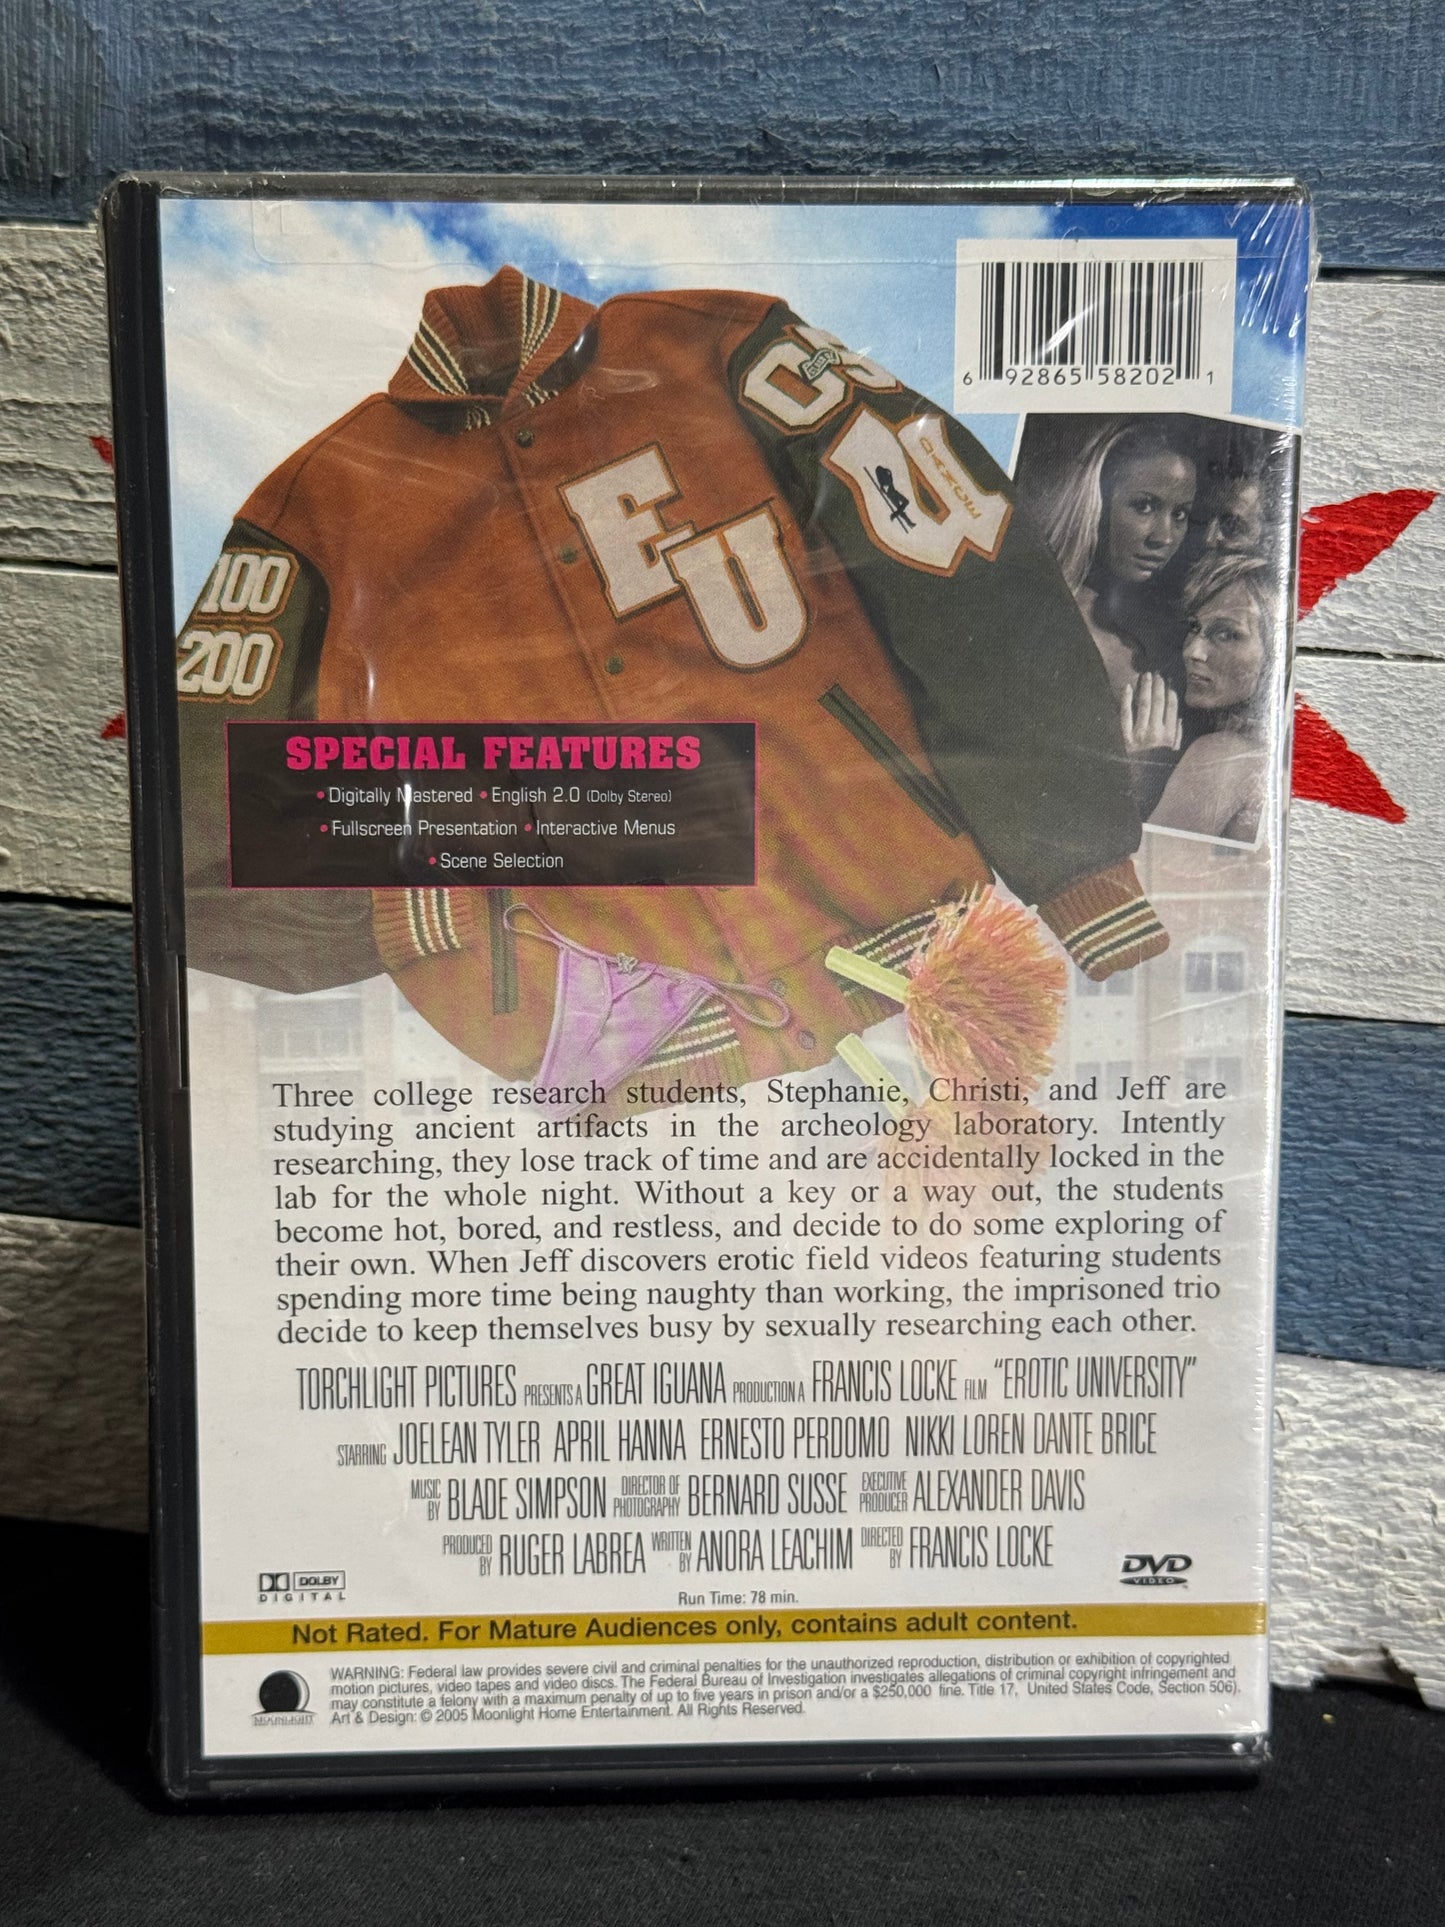 6 92865 58202 1
EU
100
200
SPECIAL FEATURES
•Digitally Mastered •English 2.0 (Dolby Stereo)
•Fullscreen Presentation •Interactive Menus
•Scene Selection
Three college research students, Stephanie, Christi, and Jeff are
studying ancient artifacts in the archeology laboratory. Intently
researching, they lose track of time and are accidentally locked in the
lab for the whole night. Without a key or a way out, the students
become hot, bored, and restless, and decide to do some exploring of
their own. When Jeff discovers erotic field videos featuring students
spending more time being naughty than working, the imprisoned trio
decide to keep themselves busy by sexually researching each other.
TORCHLIGHT PICTURES PRESENTS A GREAT IGUANA PRODUCTION A FRANCIS LOCKE FILM "EROTIC UNIVERSITY"
STARRING JOELEAN TYLER APRIL HANNA ERNESTO PERDOMO NIKKI LOREN DANTE BRICE
MUSIC BY BLADE SIMPSON DIRECTOR OF PHOTOGRAPHY BERNARD SUSSE EXECUTIVE PRODUCER ALEXANDER DAVIS
PRODUCED BY RUGER LABREA WRITTEN BY ANORA LEACHIM DIRECTED BY FRANCIS LOCKE
DOLBY
DIGITAL
DVD
VIDEO
Run Time: 78 min.
Not Rated. For Mature Audiences only, contains adult content.
WARNING: Federal law provides severe civil and criminal penalties for the unauthorized reproduction, distribution or exhibition of copyrighted
motion pictures, video tapes and video discs. The Federal Bureau of Investigation investigates allegations of criminal copyright infringement and
may constitute a felony with a maximum penalty of up to five years in prison and/or a $250,000 fine. Title 17, United States Code, Section 506).
Art & Design: © 2005 Moonlight Home Entertainment. All Rights Reserved.
MOONLIGHT